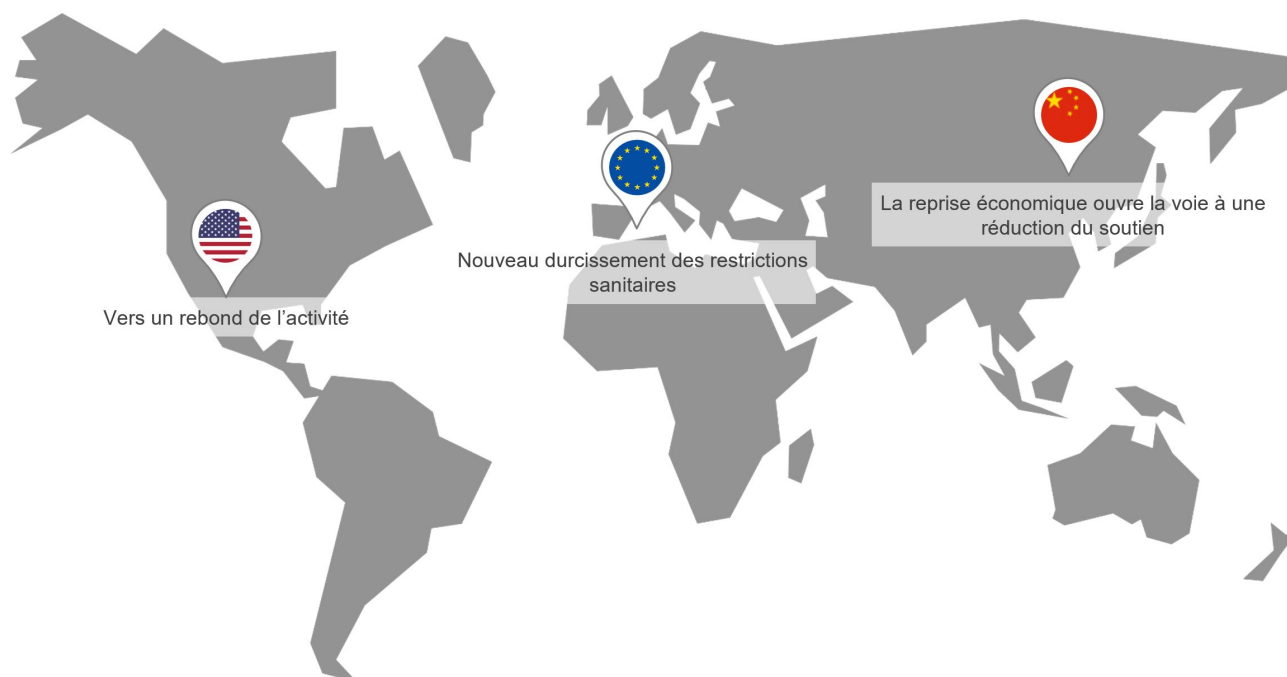 Vers un rebond de l’activité
Nouveau durcissement des restrictions
sanitaires
La reprise économique ouvre la voie à une
réduction du soutien